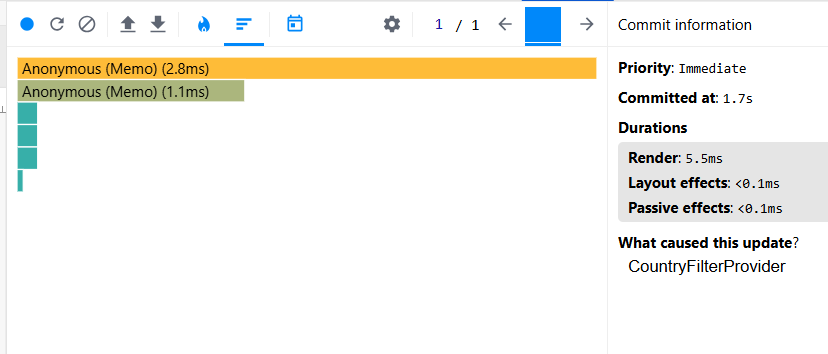 1 / 1
Commit information
Anonymous (Memo) (2.8ms)
Anonymous (Memo) (1.1ms)
Priority: Immediate
Committed at: 1.7s
Durations
Render: 5.5ms
Layout effects: <0.1ms
Passive effects: <0.1ms
What caused this update?
CountryFilterProvider